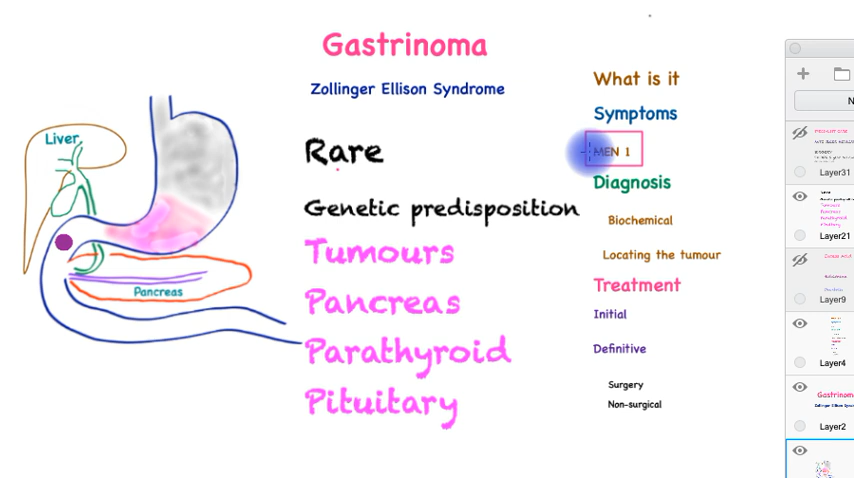 Gastrinoma
Zollinger Ellison Syndrome
Liver
Pancreas
Rare
Genetic predisposition
Tumours
Pancreas
Parathyroid
Pituitary
What is it
Symptoms
MEN 1
Diagnosis
Biochemical
Locating the tumour
Treatment
Initial
Definitive
Surgery
Non-surgical
N
Layer31
Layer21
Layer9
Layer4
Gastrinoma
Layer2